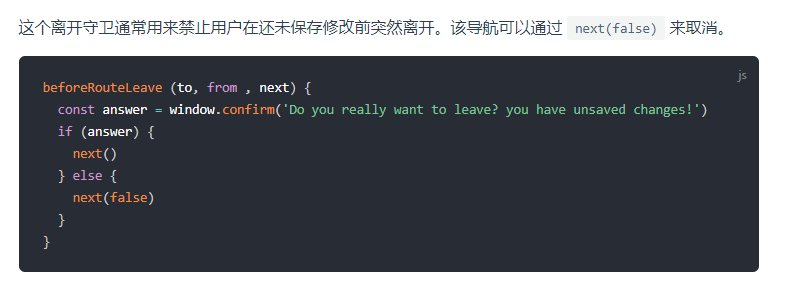 这个离开守卫通常用来禁止用户在还未保存修改前突然离开。该导航可以通过 next(false) 来取消。
js
beforeRouteLeave (to, from , next) {
  const answer = window.confirm('Do you really want to leave? you have unsaved changes!')
  if (answer) {
    next()
  } else {
    next(false)
  }
}